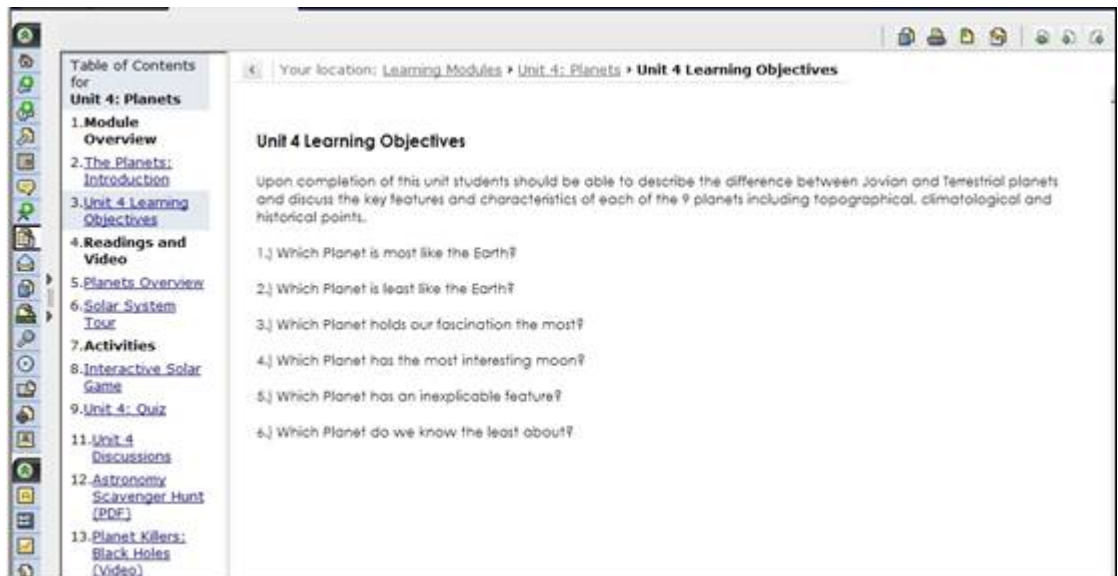 Table of Contents
for
Unit 4: Planets
1.Module
Overview
2.The Planets:
Introduction
3.Unit 4 Learning
Objectives
4.Readings and
Video
5.Planets Overview
6.Solar System
Tour
7.Activities
8.Interactive Solar
Game
9.Unit 4: Quiz
11.Unit 4
Discussions
12.Astronomy
Scavenger Hunt
(PDF)
13.Planet Killers:
Black Holes
(Video)
Your location: Learning Modules › Unit 4: Planets › Unit 4 Learning Objectives
Unit 4 Learning Objectives
Upon completion of this unit students should be able to describe the difference between Jovian and Terrestrial planets
and discuss the key features and characteristics of each of the 9 planets including topographical, climatological and
historical points.
1.) Which Planet is most like the Earth?
2.) Which Planet is least like the Earth?
3.) Which Planet holds our fascination the most?
4.) Which Planet has the most interesting moon?
5.) Which Planet has an inexplicable feature?
6.) Which Planet do we know the least about?